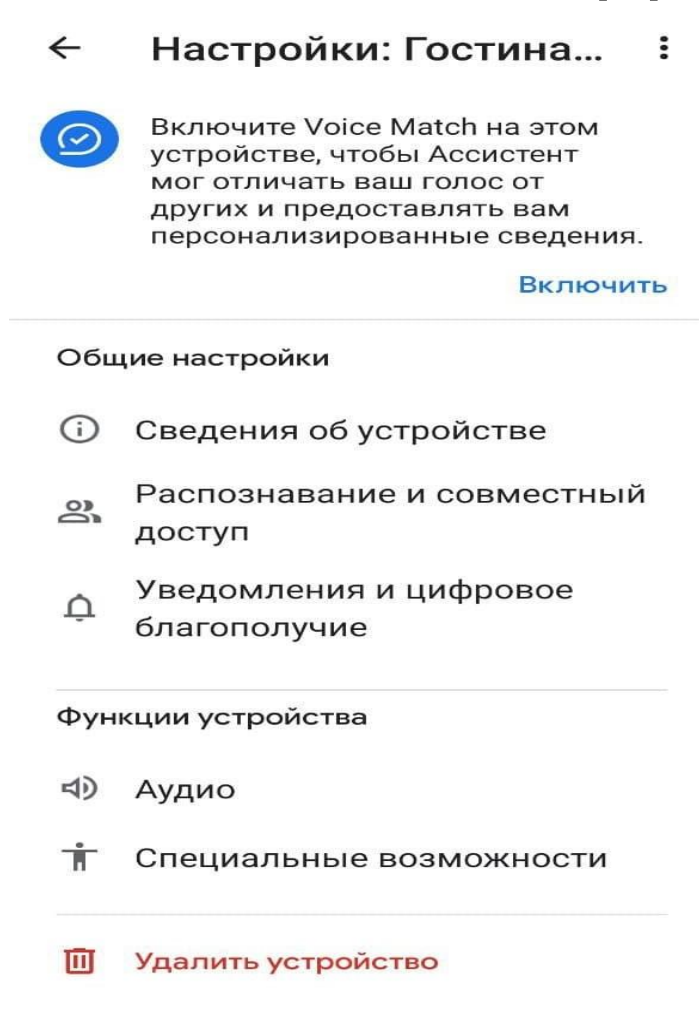 Настройки: Гостина...
Включите Voice Match на этом
устройстве, чтобы Ассистент
мог отличать ваш голос от
других и предоставлять вам
персонализированные сведения.
Включить
Общие настройки
Сведения об устройстве
Распознавание и совместный
доступ
Уведомления и цифровое
благополучие
Функции устройства
Аудио
Специальные возможности
Удалить устройство